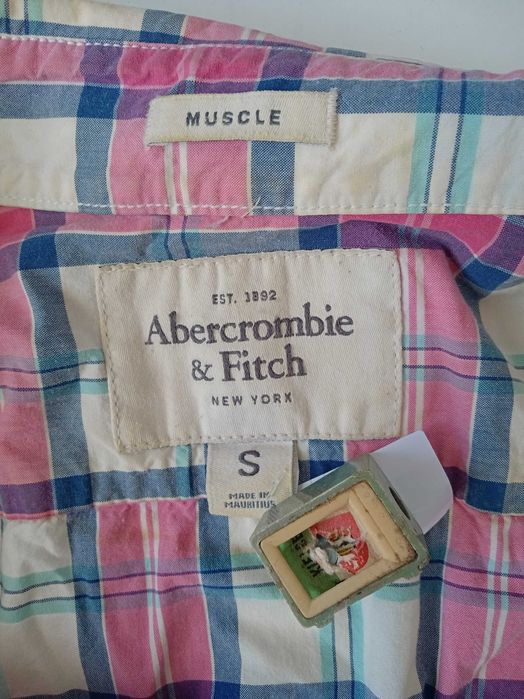 MUSCLE
EST. 1892
Abercrombie
& Fitch
NEW YORK
S
MADE IN
MAURITIUS